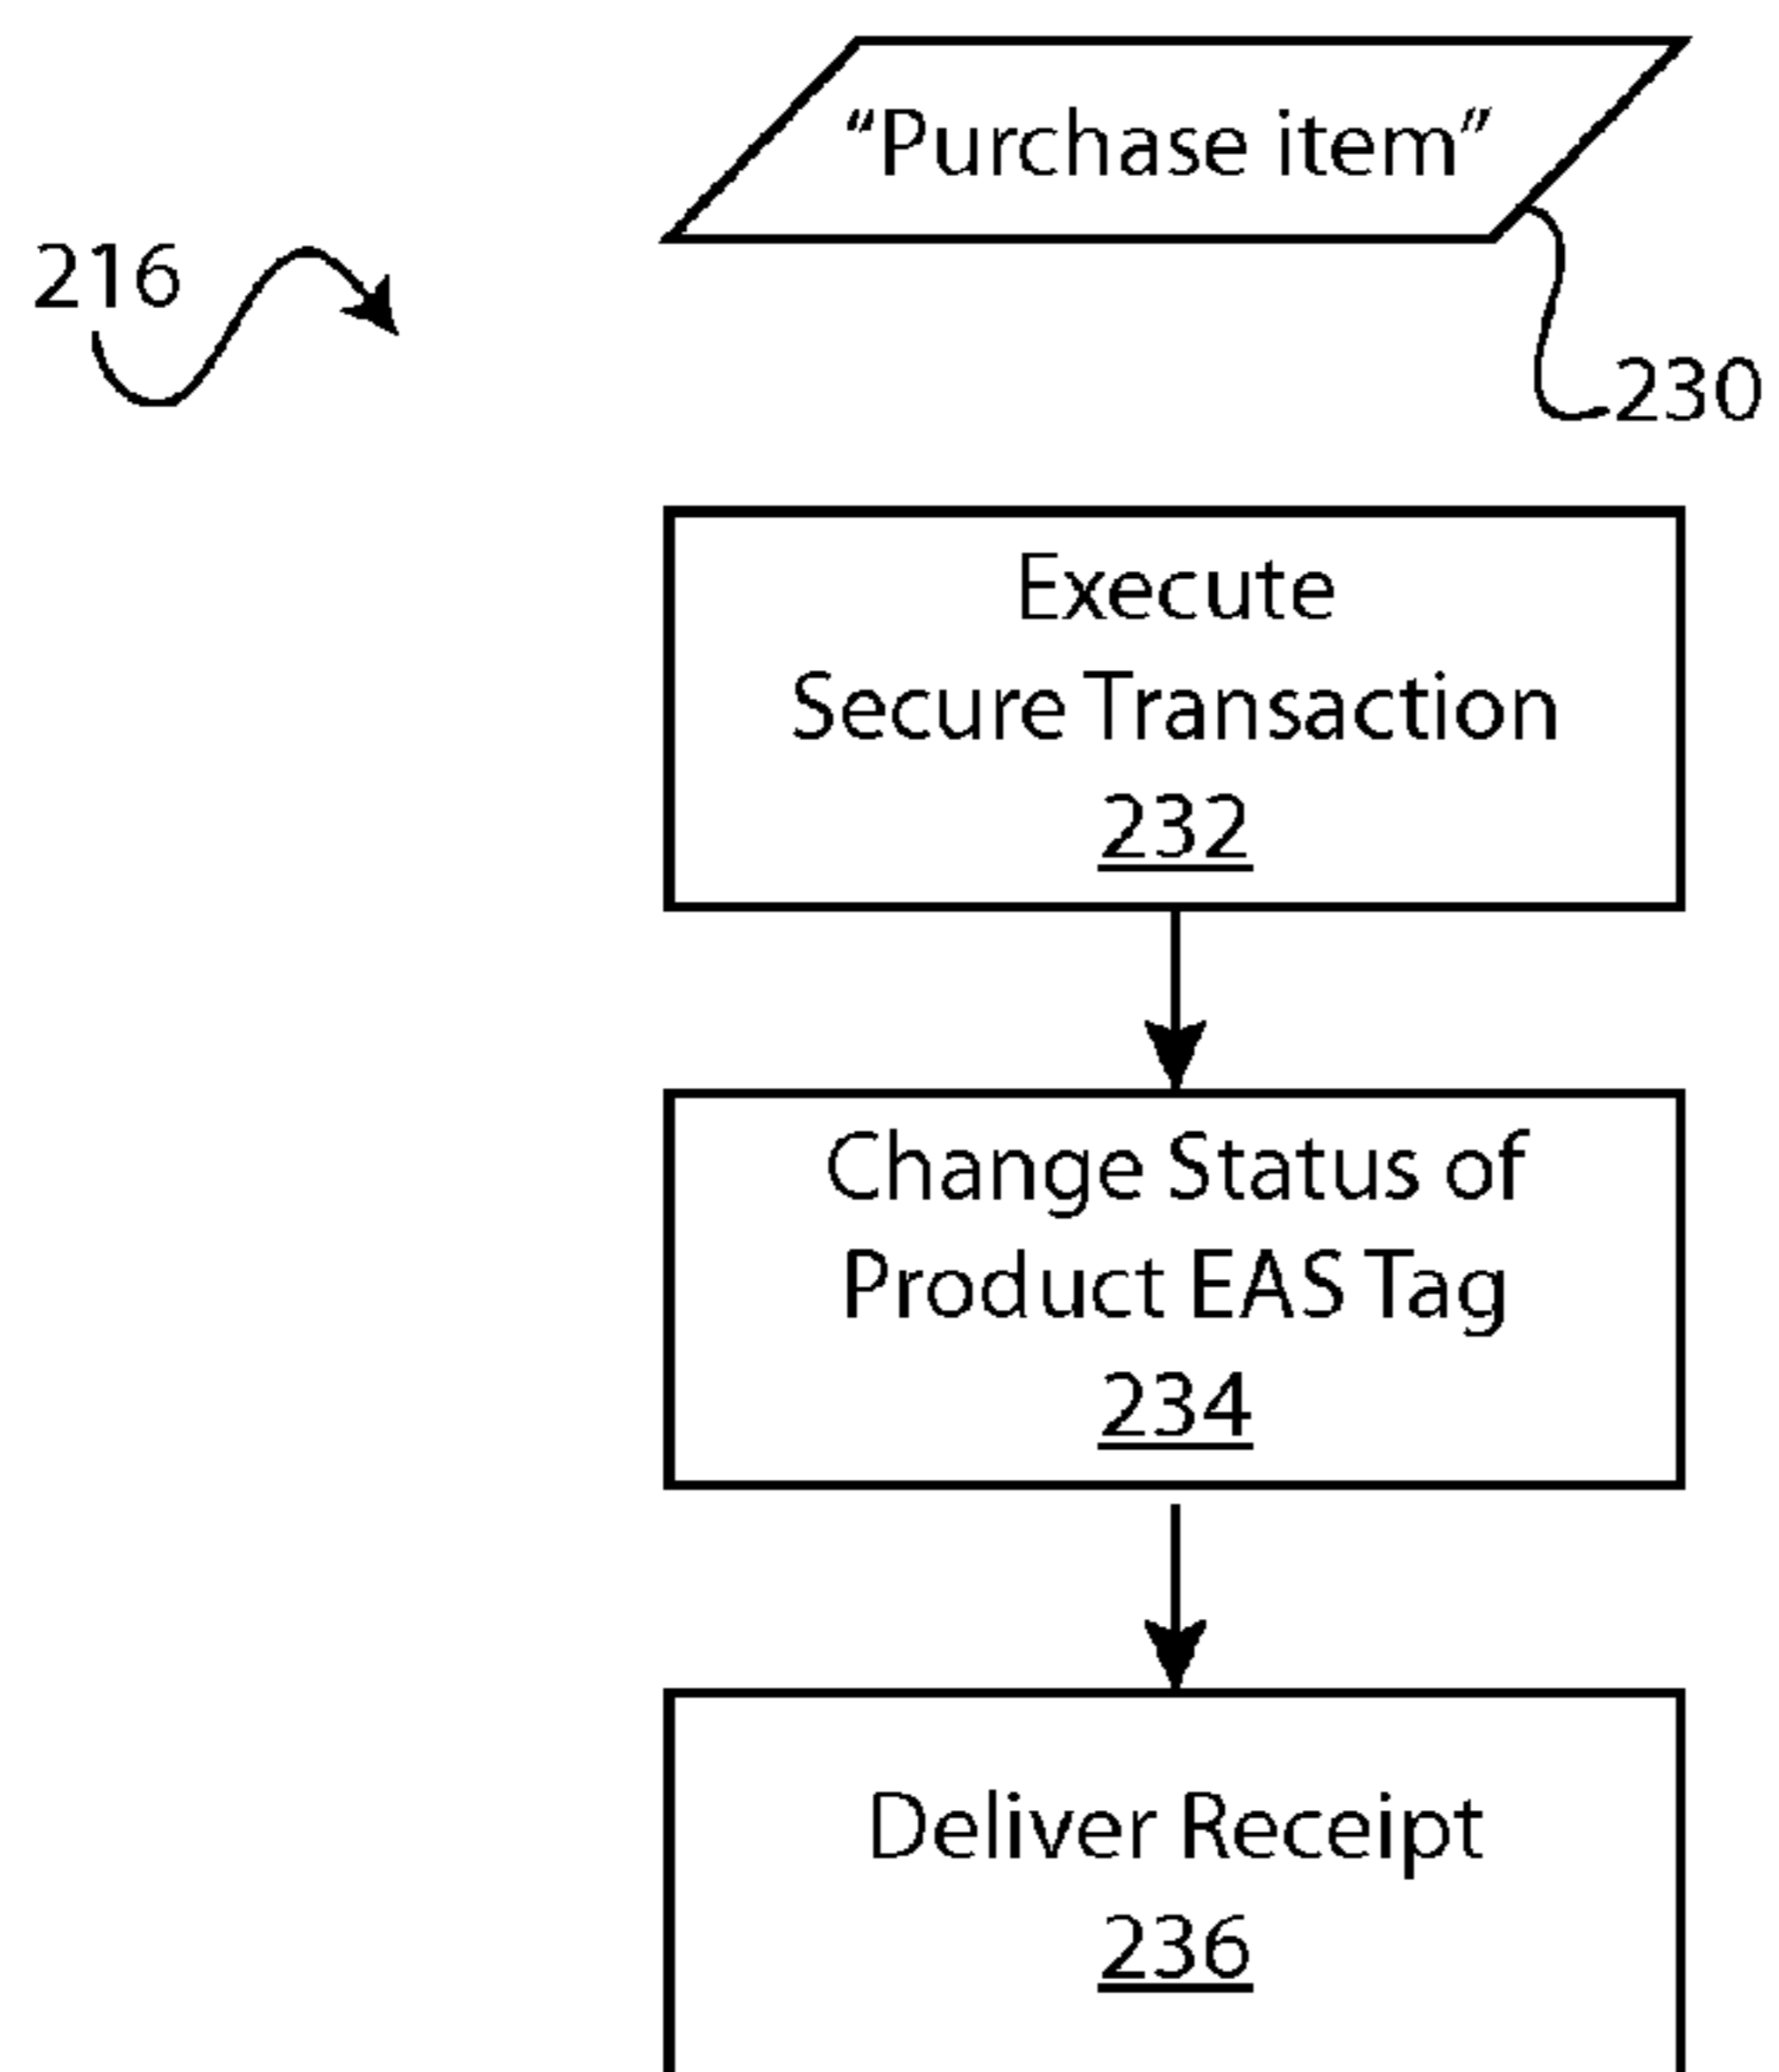 “Purchase item”
216
230
Execute
Secure Transaction
232
Change Status of
Product EAS Tag
234
Deliver Receipt
236